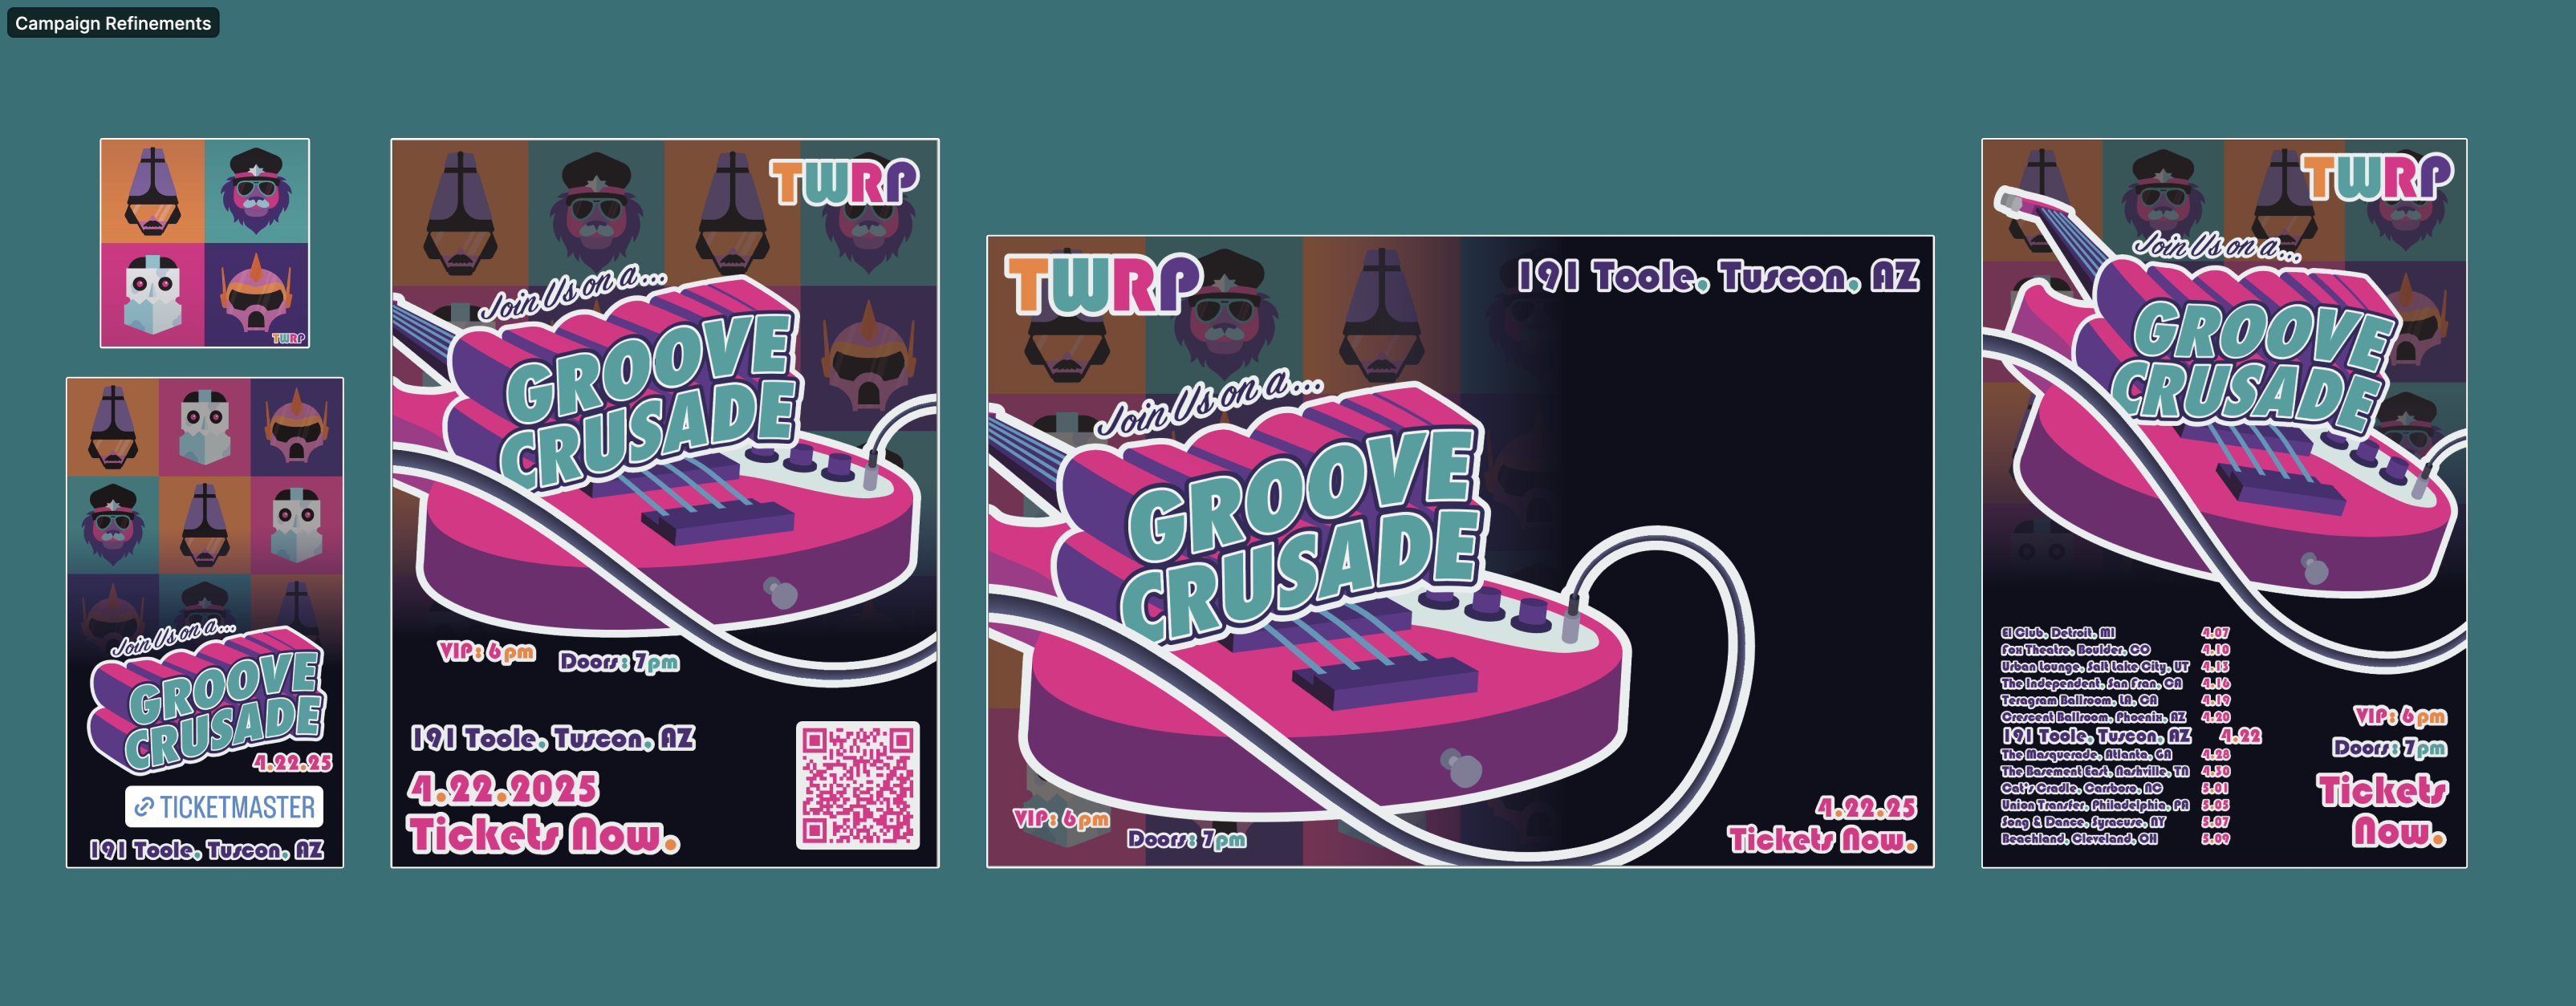 Campaign Refinements
TWRP
Join Us on a...
GROOVE
CRUSADE
4.22.25
TICKETMASTER
191 Toole. Tuscon. AZ
TWRP
Join Us on a...
GROOVE
CRUSADE
VIP: 6pm
Doors: 7pm
191 Toole. Tuscon. AZ
4.22.2025
Tickets Now.
TWRP
191 Toole. Tuscon. AZ
Join Us on a...
GROOVE
CRUSADE
VIP: 6pm
Doors: 7pm
4.22.25
Tickets Now.
TWRP
Join Us on a...
GROOVE
CRUSADE
El Club, Detroit, MI 4.07
Fox Theatre, Boulder, CO 4.10
Urban Lounge, Salt Lake City, UT 4.13
The Independent, San Fran, CA 4.16
Teragram Ballroom, LA, CA 4.19
Crescent Ballroom, Phoenix, AZ 4.20
191 Toole, Tuscon, AZ 4.22
The Masquerade, Atlanta, GA 4.28
The Basement East, Nashville, TN 4.30
Cat's Cradle, Carrboro, NC 5.01
Union Transfer, Philadelphia, PA 5.05
Song & Dance, Syracuse, NY 5.07
Beachland, Cleveland, OH 5.09
VIP: 6pm
Doors: 7pm
Tickets
Now.